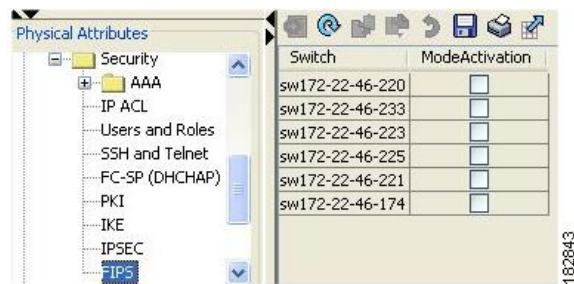 Physical Attributes
Security
AAA
IP ACL
Users and Roles
SSH and Telnet
FC-SP (DHCHAP)
PKI
IKE
IPSEC
FIPS
Switch ModeActivation
sw172-22-46-220
sw172-22-46-233
sw172-22-46-223
sw172-22-46-225
sw172-22-46-221
sw172-22-46-174
182843